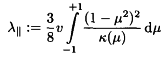 λ∥ := 3/8 v ∫_{-1}^{+1} (1 − μ²)²/κ(μ) dμ